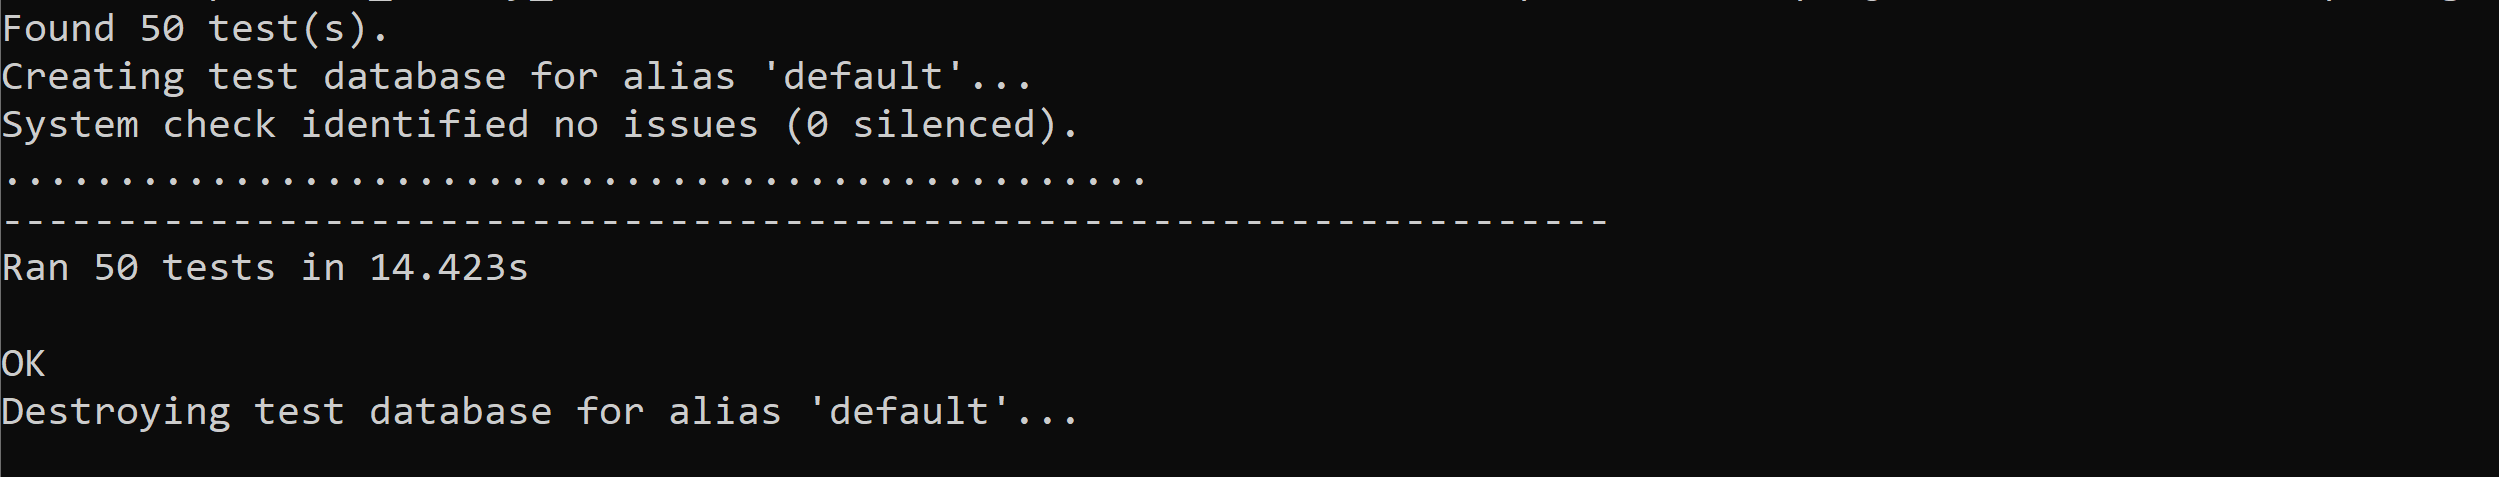 Found 50 test(s).
Creating test database for alias 'default'...
System check identified no issues (0 silenced).
..................................................
----------------------------------------------------------------------
Ran 50 tests in 14.423s

OK
Destroying test database for alias 'default'...